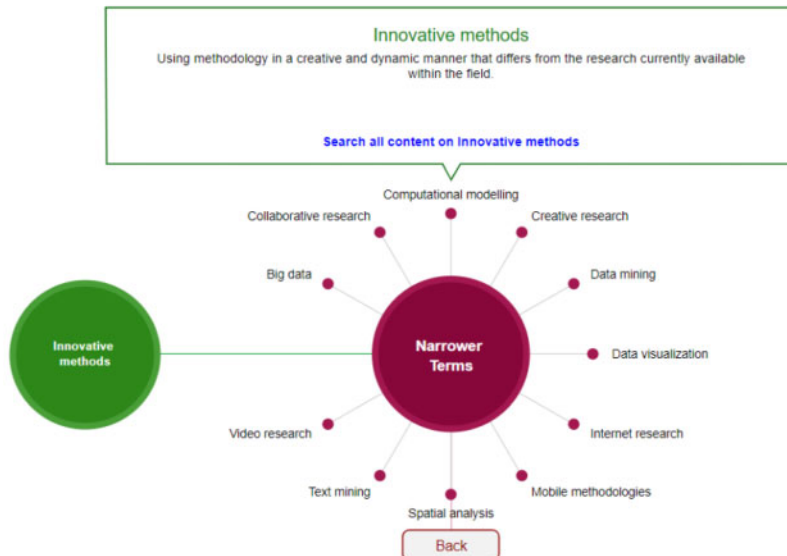 Innovative methods
Using methodology in a creative and dynamic manner that differs from the research currently available
within the field.
Search all content on Innovative methods
Computational modelling
Collaborative research
Creative research
Big data
Data mining
Innovative
methods
Narrower
Terms
Data visualization
Video research
Internet research
Text mining
Mobile methodologies
Spatial analysis
Back